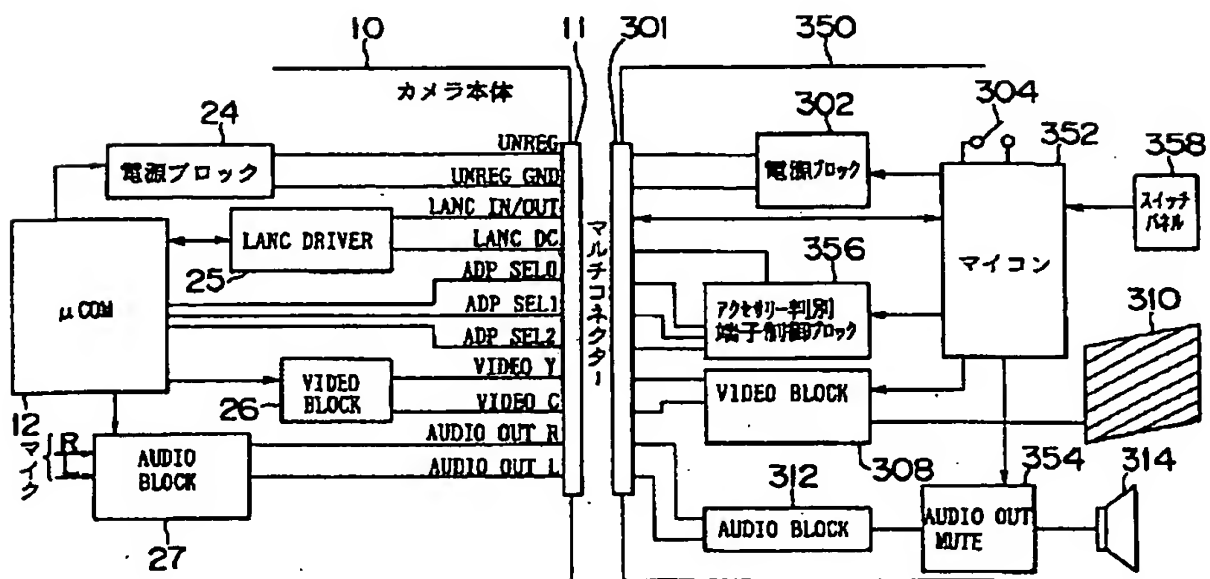 10
11
301
350
カメラ本体
304
24
302
352
358
電源ブロック
UNREG
UNREG GND
電源ブロック
スイッチ
パネル
LANC IN/OUT
LANC DRIVER
LANC DC
25
マルチコネクター
マイコン
356
μCOM
ADP SEL0
ADP SEL1
ADP SEL2
アクセサリー判別
端子制御ブロック
310
VIDEO Y
VIDEO
BLOCK
VIDEO C
26
VIDEO BLOCK
12
308
マイク
R
L
AUDIO
BLOCK
AUDIO OUT R
AUDIO OUT L
27
312
354
314
AUDIO BLOCK
AUDIO OUT
MUTE